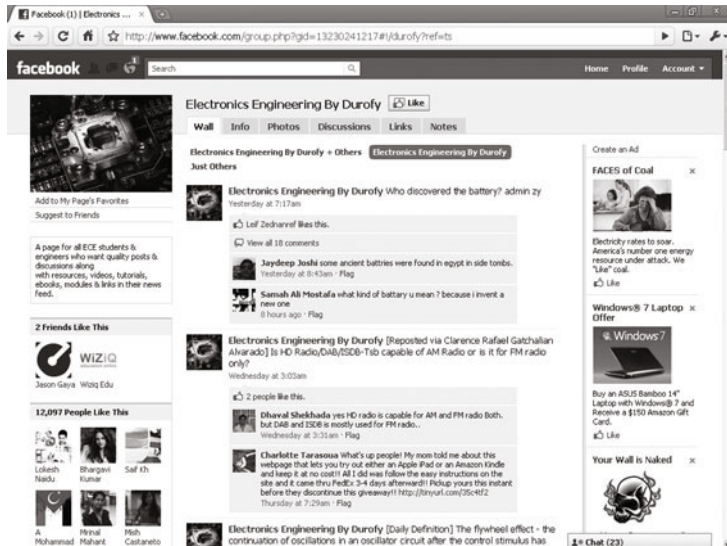 Facebook (1) | Electronics ...
http://www.facebook.com/group.php?gid=13230241217#!/durofy?ref=ts
facebook
1
Search
Home Profile Account
Electronics Engineering By Durofy Like
Wall Info Photos Discussions Links Notes
Add to My Page's Favorites
Suggest to Friends
A page for all ECE students &
engineers who want quality posts &
discussions along
with resources, videos, tutorials,
ebooks, modules & links in their news
feed.
2 Friends Like This
WiZiQ
Jason Gaya Wiziq Edu
12,097 People Like This
Lokesh Naidu
Bhargavi Kumar
Saif Kh
A Mohammad
Mrinal Mahant
Moh Castaneto
Electronics Engineering By Durofy + Others Electronics Engineering By Durofy
Just Others
Electronics Engineering By Durofy Who discovered the battery? admin zy
Yesterday at 7:17am
Leif Zednanref likes this.
View all 18 comments
Jaydeep Joshi some ancient battries were found in egypt in side tombs.
Yesterday at 8:43am · Flag
Samah Ali Mostafa what kind of battary u mean ? because i invent a
new one
8 hours ago · Flag
Electronics Engineering By Durofy [Reposted via Clarence Rafael Gatchalian
Alvarado] Is HD Radio/DAB/ISDB-Tsb capable of AM Radio or is it for FM radio
only?
Wednesday at 3:03am
2 people like this.
Dhaval Shekhada yes HD radio is capable for AM and FM radio Both.
but DAB and ISDB is mostly used for FM radio..
Wednesday at 3:31am · Flag
Charlotte Tarasoua What's up people! My mom told me about this
webpage that lets you try out either an Apple iPad or an Amazon Kindle
and keep it at no cost!! All I did was follow the easy instructions on the
site and it came thru FedEx 3-4 days afterward!! Pickup yours this instant
before they discontinue this giveaway!! http://tinyurl.com/35c4tf2
Thursday at 7:29am · Flag
Electronics Engineering By Durofy [Daily Definition] The flywheel effect - the
continuation of oscillations in an oscillator circuit after the control stimulus has
Create an Ad
FACES of Coal x
Electricity rates to soar.
America's number one energy
resource under attack. We
"Like" coal.
Like
Windows® 7 Laptop x
Offer
Windows 7
Buy an ASUS Bamboo 14"
Laptop with Windows® 7 and
Receive a $150 Amazon Gift
Card.
Like
Your Wall is Naked x
Chat (23)